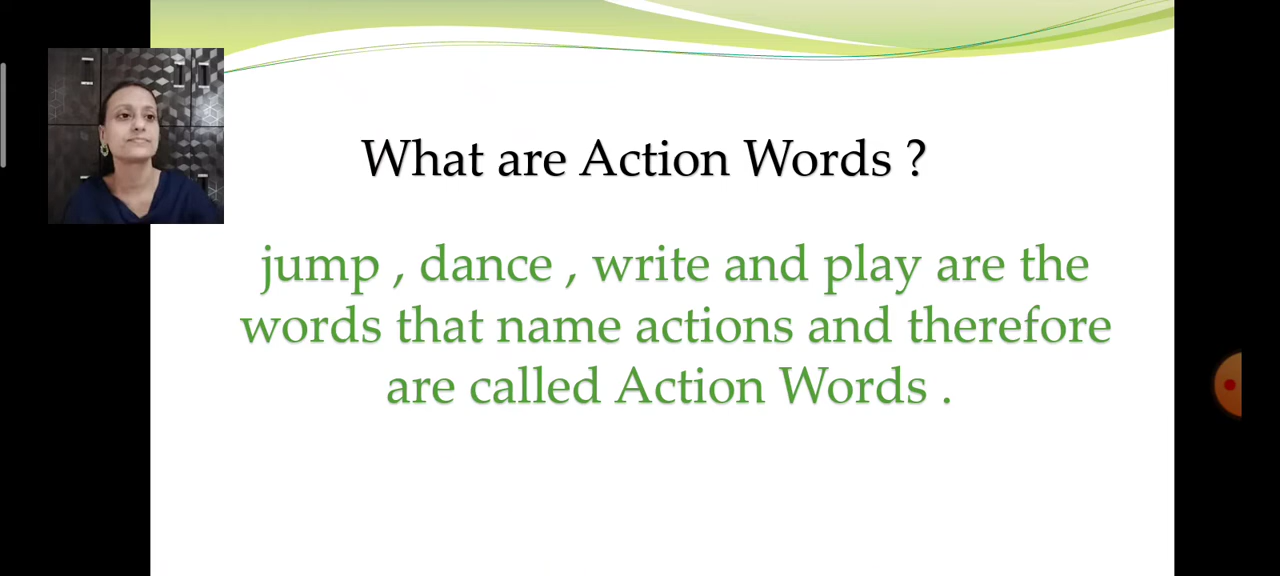 What are Action Words ?
jump , dance , write and play are the
words that name actions and therefore
are called Action Words .